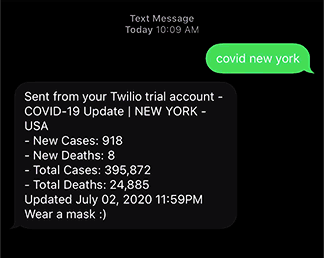 Text Message
Today 10:09 AM
covid new york
Sent from your Twilio trial account -
COVID-19 Update | NEW YORK -
USA
- New Cases: 918
- New Deaths: 8
- Total Cases: 395,872
- Total Deaths: 24,885
Updated July 02, 2020 11:59PM
Wear a mask :)